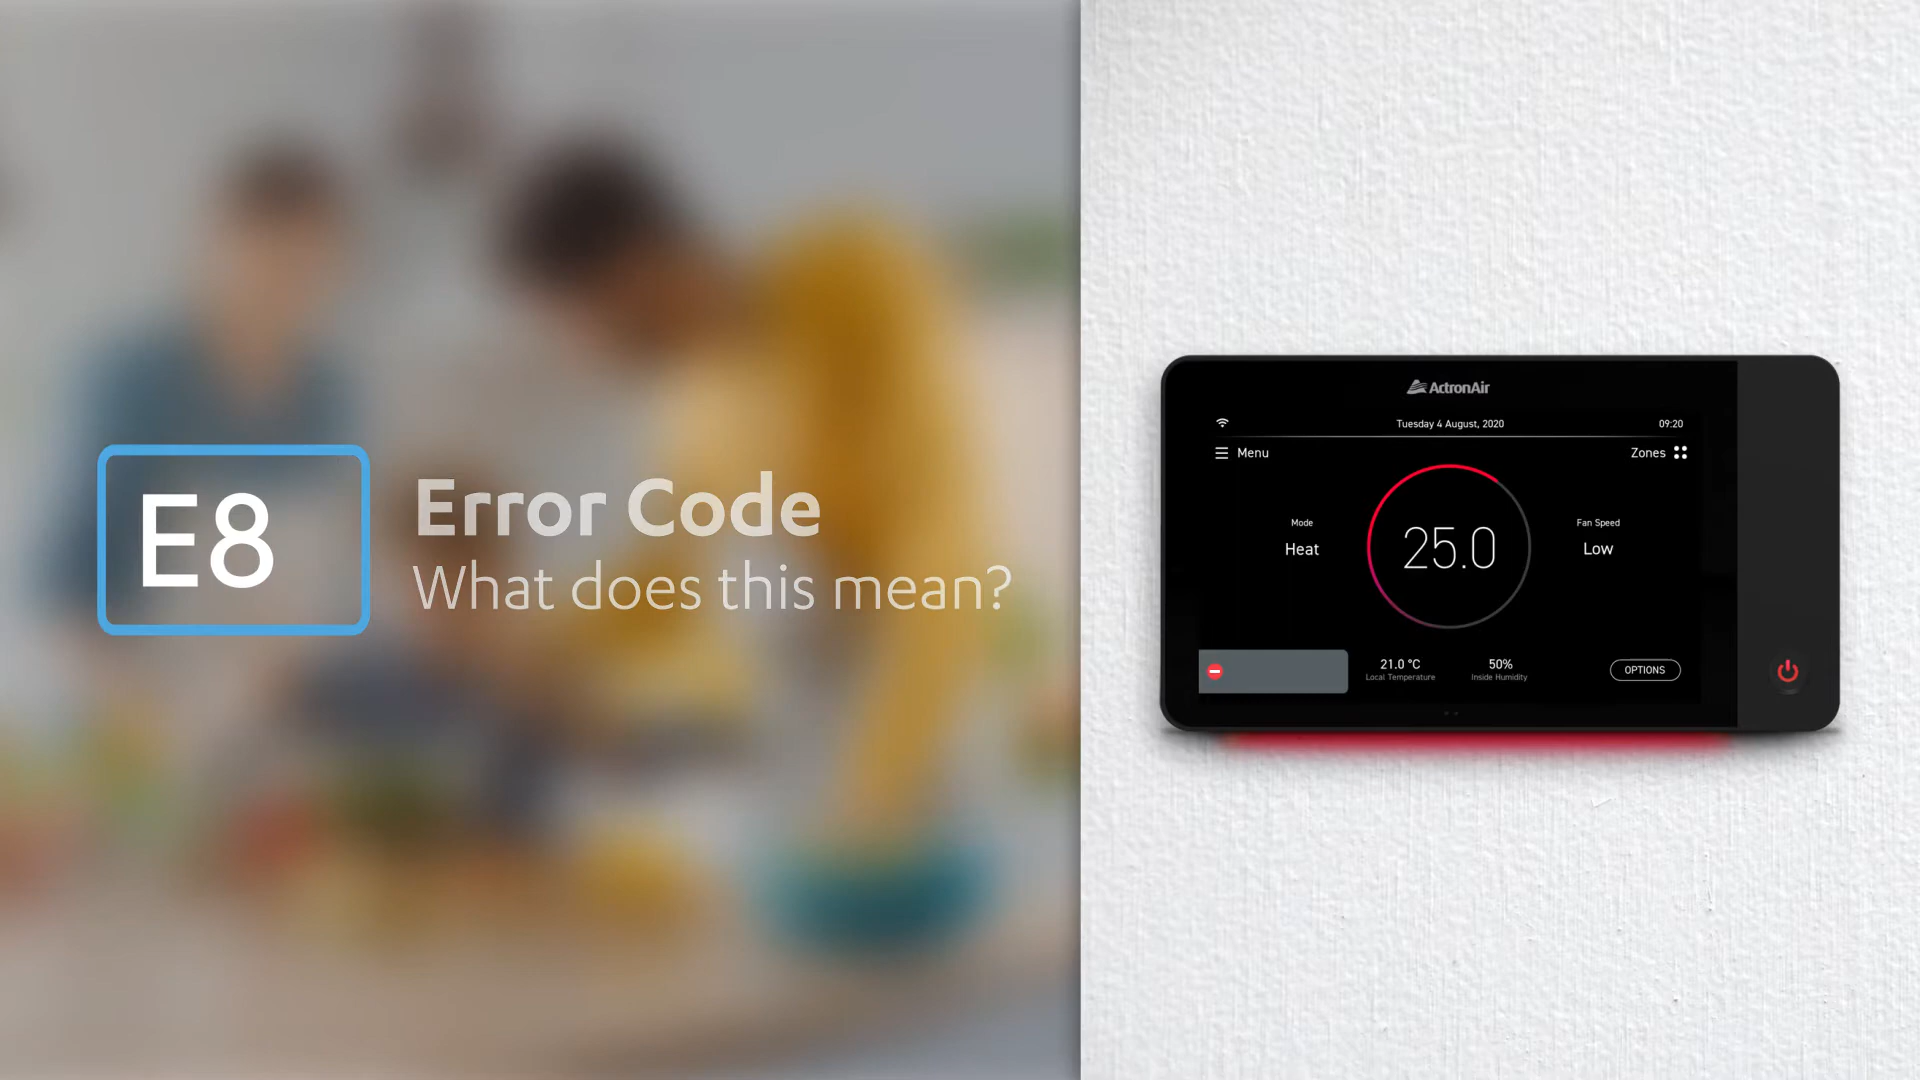 E8
Error Code
What does this mean?
ActronAir
Tuesday 4 August, 2020
09:20
Menu
Zones
Mode
Heat
25.0
Fan Speed
Low
21.0 °C
Local Temperature
50%
Inside Humidity
OPTIONS